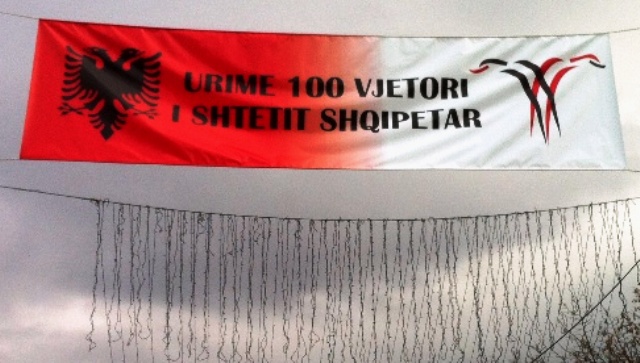 URIME 100 VJETORI
I SHTETIT SHQIPETAR